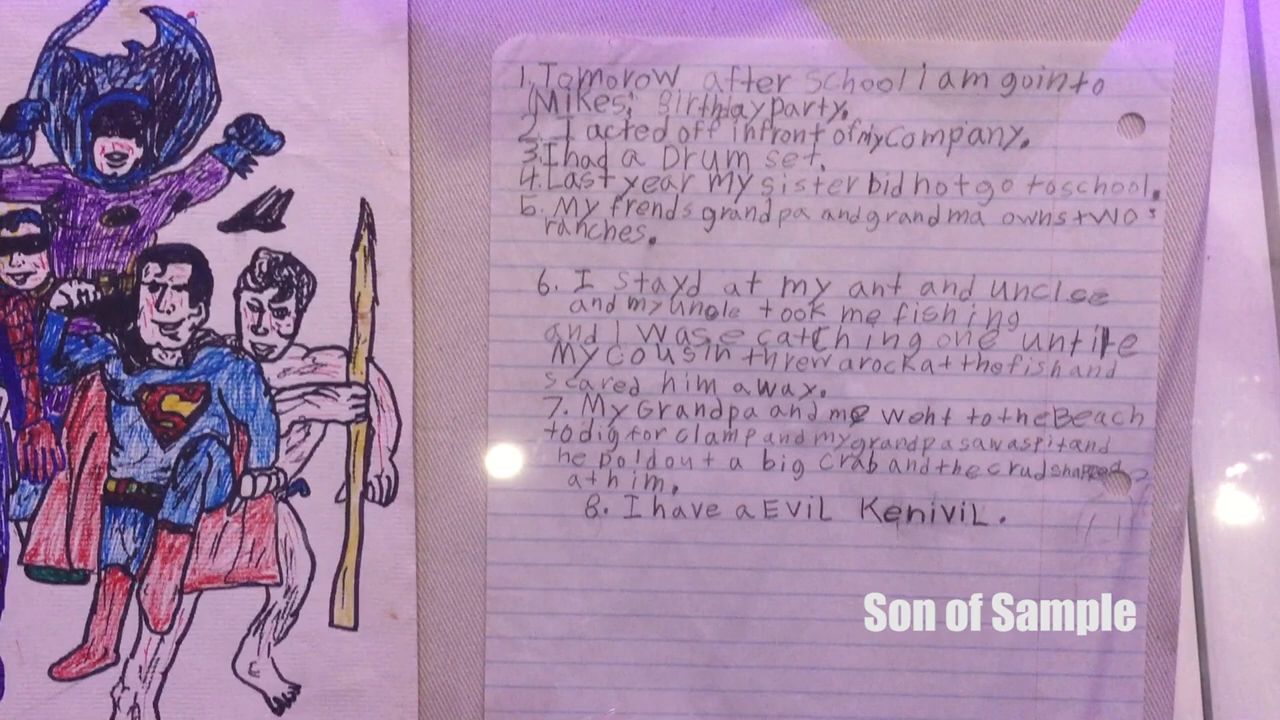 1. Tomorow after school i am goin to
Mikes; Birthday party.
2. I acted off infront of my company.
3. I had a Drum set.
4. Last year my sister bid not go to school.
5. My frends grandpa and grandma owns two
ranches.
6. I stayd at my ant and unclee
and my uncle took me fishing
and I wase catching one untile
my cousin threw a rock at the fish and
scared him away.
7. My Grandpa and me went to the Beach
to dig for clamp and my grandpa saw a spit and
he poldout a big crab and the crud snapped
at him.
8. I have a EviL KeniviL.
S
Son of Sample